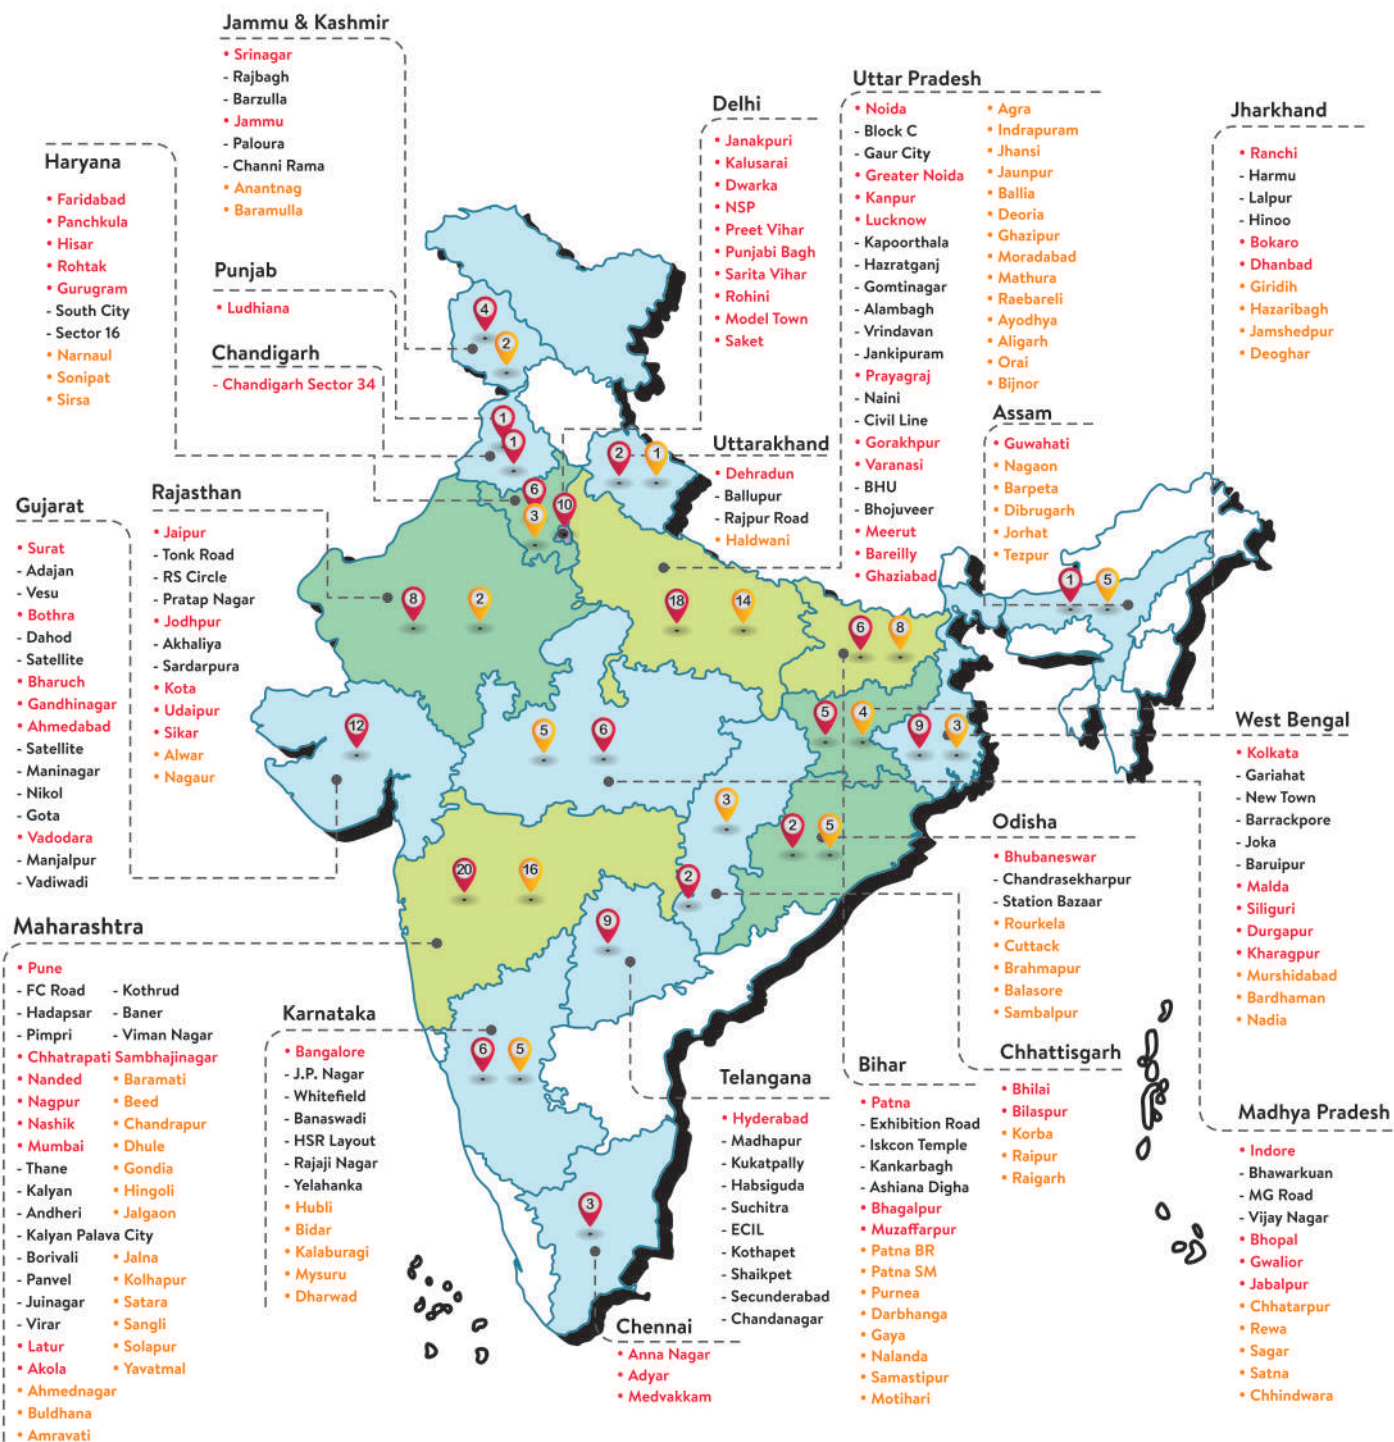 Jammu & Kashmir
• Srinagar
- Rajbagh
- Barzulla
• Jammu
- Paloura
- Channi Rama
• Anantnag
• Baramulla
Haryana
• Faridabad
• Panchkula
• Hisar
• Rohtak
• Gurugram
- South City
- Sector 16
• Narnaul
• Sonipat
• Sirsa
Punjab
• Ludhiana
Chandigarh
- Chandigarh Sector 34
Delhi
• Janakpuri
• Kalusarai
• Dwarka
• NSP
• Preet Vihar
• Punjabi Bagh
• Sarita Vihar
• Rohini
• Model Town
• Saket
Uttar Pradesh
• Noida
- Block C
- Gaur City
• Greater Noida
• Kanpur
• Lucknow
- Kapoorthala
- Hazratganj
- Gomtinagar
- Alambagh
- Vrindavan
- Jankipuram
• Prayagraj
- Naini
- Civil Line
• Gorakhpur
• Varanasi
- BHU
- Bhojuveer
• Meerut
• Bareilly
• Ghaziabad
• Agra
• Indrapuram
• Jhansi
• Jaunpur
• Ballia
• Deoria
• Ghazipur
• Moradabad
• Mathura
• Raebareli
• Ayodhya
• Aligarh
• Orai
• Bijnor
Jharkhand
• Ranchi
- Harmu
- Lalpur
- Hinoo
• Bokaro
• Dhanbad
• Giridih
• Hazaribagh
• Jamshedpur
• Deoghar
Uttarakhand
• Dehradun
- Ballupur
- Rajpur Road
• Haldwani
Assam
• Guwahati
• Nagaon
• Barpeta
• Dibrugarh
• Jorhat
• Tezpur
Gujarat
• Surat
- Adajan
- Vesu
• Bothra
- Dahod
- Satellite
• Bharuch
• Gandhinagar
• Ahmedabad
- Satellite
- Maninagar
- Nikol
- Gota
• Vadodara
- Manjalpur
- Vadiwadi
Rajasthan
• Jaipur
- Tonk Road
- RS Circle
- Pratap Nagar
• Jodhpur
- Akhaliya
- Sardarpura
• Kota
• Udaipur
• Sikar
• Alwar
• Nagaur
4
2
1
1
2
1
6
3
10
8
2
18
14
6
8
1
5
12
5
6
5
4
9
3
3
2
5
20
16
2
9
6
5
3
West Bengal
• Kolkata
- Gariahat
- New Town
- Barrackpore
- Joka
- Baruipur
• Malda
• Siliguri
• Durgapur
• Kharagpur
• Murshidabad
• Bardhaman
• Nadia
Odisha
• Bhubaneswar
- Chandrasekharpur
- Station Bazaar
• Rourkela
• Cuttack
• Brahmapur
• Balasore
• Sambalpur
Maharashtra
• Pune
- FC Road - Kothrud
- Hadapsar - Baner
- Pimpri - Viman Nagar
• Chhatrapati Sambhajinagar
• Nanded • Baramati
• Nagpur • Beed
• Nashik • Chandrapur
• Mumbai • Dhule
- Thane • Gondia
- Kalyan • Hingoli
- Andheri • Jalgaon
- Kalyan Palava City
- Borivali • Jalna
- Panvel • Kolhapur
- Juinagar • Satara
- Virar • Sangli
• Latur • Solapur
• Akola • Yavatmal
• Ahmednagar
• Buldhana
• Amravati
Karnataka
• Bangalore
- J.P. Nagar
- Whitefield
- Banaswadi
- HSR Layout
- Rajaji Nagar
- Yelahanka
• Hubli
• Bidar
• Kalaburagi
• Mysuru
• Dharwad
Chennai
• Anna Nagar
• Adyar
• Medvakkam
Telangana
• Hyderabad
- Madhapur
- Kukatpally
- Habsiguda
- Suchitra
- ECIL
- Kothapet
- Shaikpet
- Secunderabad
- Chandanagar
Bihar
• Patna
- Exhibition Road
- Iskcon Temple
- Kankarbagh
- Ashiana Digha
• Bhagalpur
• Muzaffarpur
• Patna BR
• Patna SM
• Purnea
• Darbhanga
• Gaya
• Nalanda
• Samastipur
• Motihari
Chhattisgarh
• Bhilai
• Bilaspur
• Korba
• Raipur
• Raigarh
Madhya Pradesh
• Indore
- Bhawarkuan
- MG Road
- Vijay Nagar
• Bhopal
• Gwalior
• Jabalpur
• Chhatarpur
• Rewa
• Sagar
• Satna
• Chhindwara